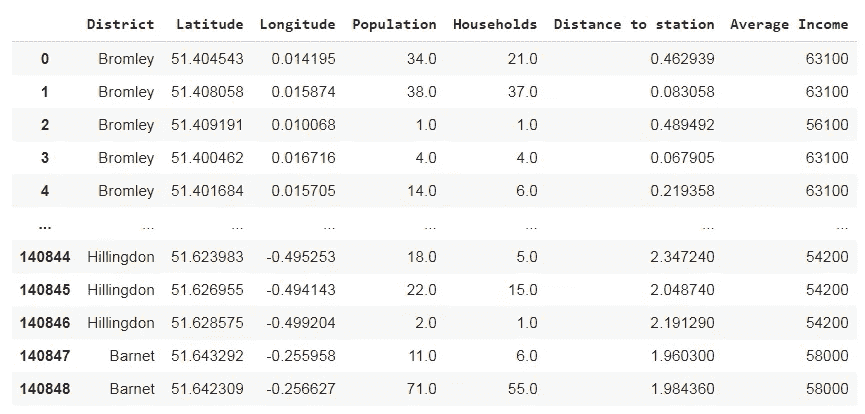 District Latitude Longitude Population Households Distance to station Average Income
0 Bromley 51.404543 0.014195 34.0 21.0 0.462939 63100
1 Bromley 51.408058 0.015874 38.0 37.0 0.083058 63100
2 Bromley 51.409191 0.010068 1.0 1.0 0.489492 56100
3 Bromley 51.400462 0.016716 4.0 4.0 0.067905 63100
4 Bromley 51.401684 0.015705 14.0 6.0 0.219358 63100
... ... ... ... ... ... ... ...
140844 Hillingdon 51.623983 -0.495253 18.0 5.0 2.347240 54200
140845 Hillingdon 51.626955 -0.494143 22.0 15.0 2.048740 54200
140846 Hillingdon 51.628575 -0.499204 2.0 1.0 2.191290 54200
140847 Barnet 51.643292 -0.255958 11.0 6.0 1.960300 58000
140848 Barnet 51.642309 -0.256627 71.0 55.0 1.984360 58000